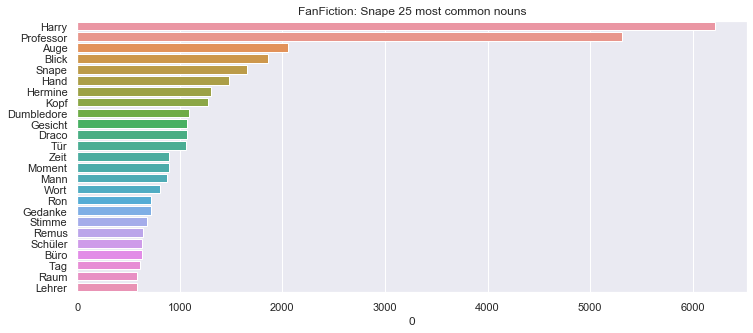 FanFiction: Snape 25 most common nouns
Harry
Professor
Auge
Blick
Snape
Hand
Hermine
Kopf
Dumbledore
Gesicht
Draco
Tür
Zeit
Moment
Mann
Wort
Ron
Gedanke
Stimme
Remus
Schüler
Büro
Tag
Raum
Lehrer
0 1000 2000 3000 4000 5000 6000
0